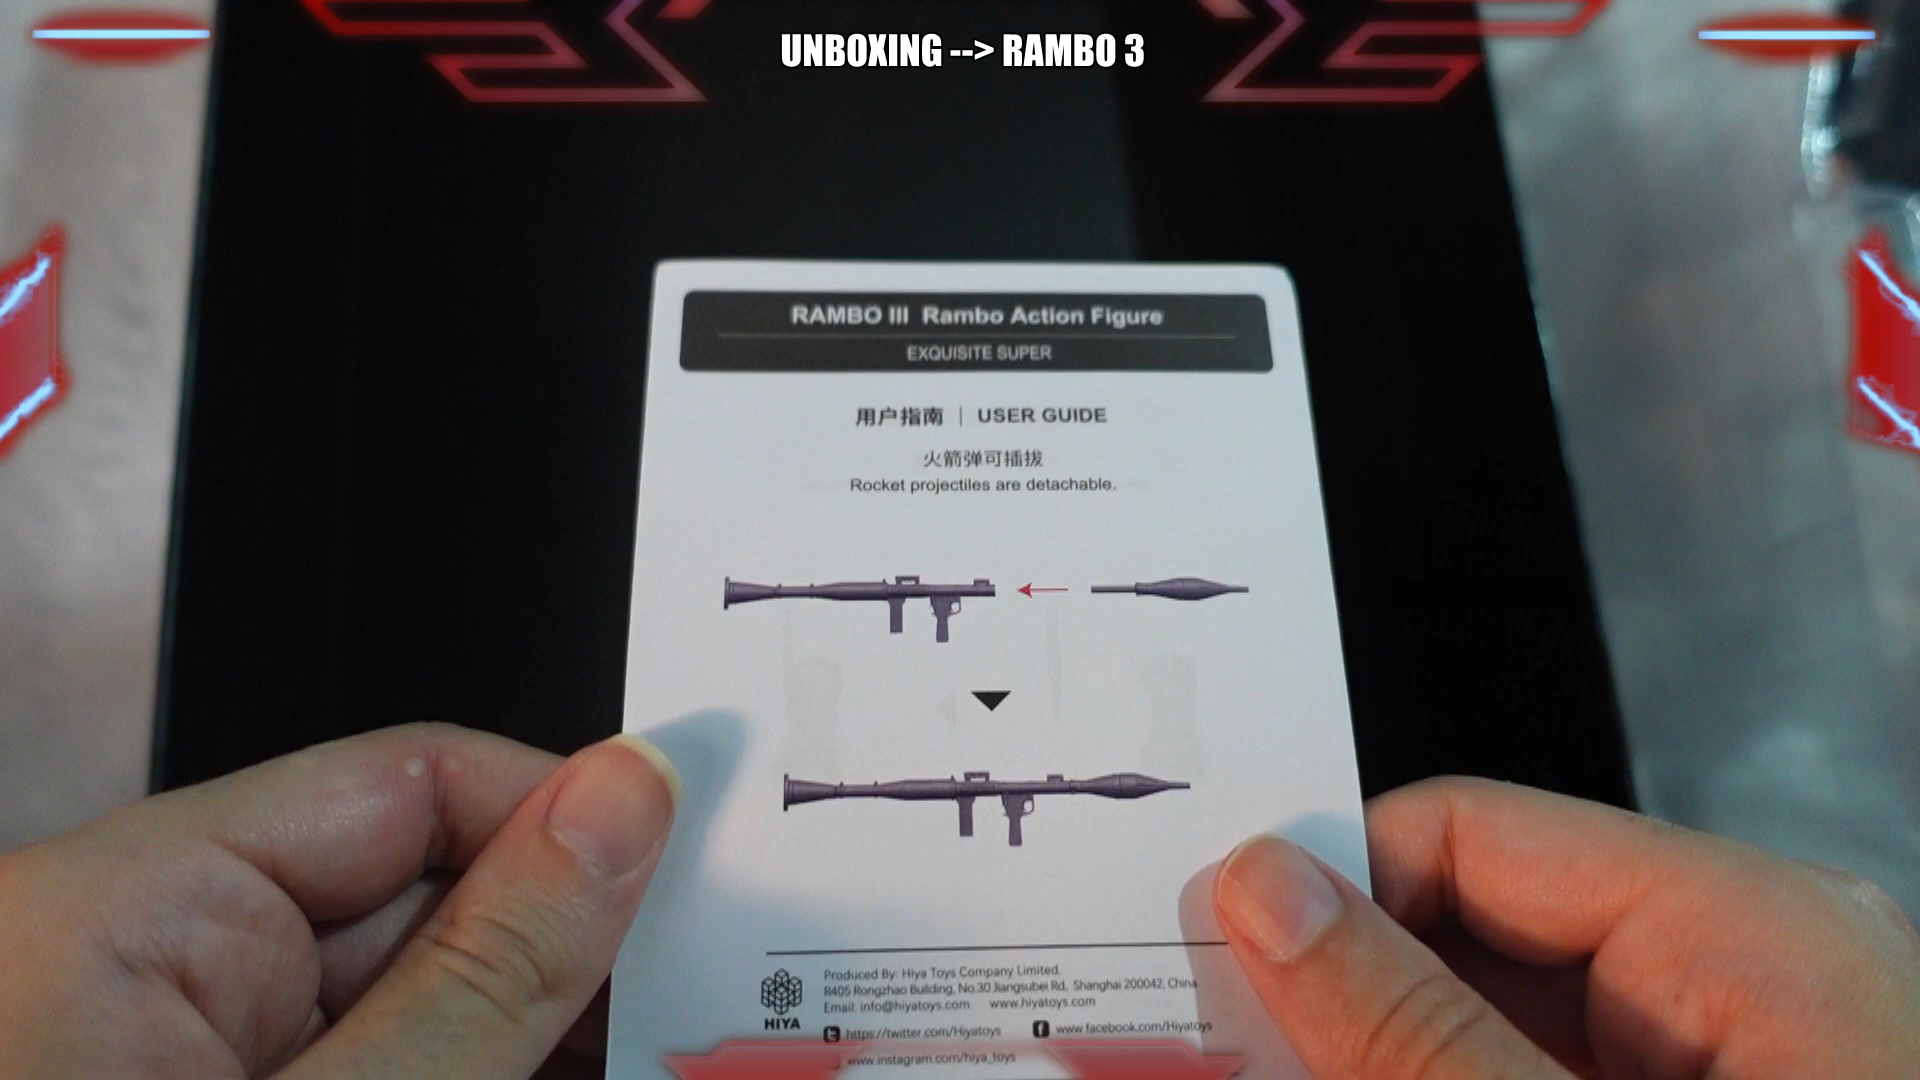 UNBOXING --> RAMBO 3
RAMBO III Rambo Action Figure
EXQUISITE SUPER
用户指南 | USER GUIDE
火箭弹可插拔
Rocket projectiles are detachable.
Produced By: Hiya Toys Company Limited.
R405 Rongzhao Building, No.30 Jiangsubei Rd, Shanghai 200042, China
Email: info@hiyatoys.com www.hiyatoys.com
HIYA
https://twitter.com/Hiyatoys www.facebook.com/Hiyatoys
www.instagram.com/hiya_toys